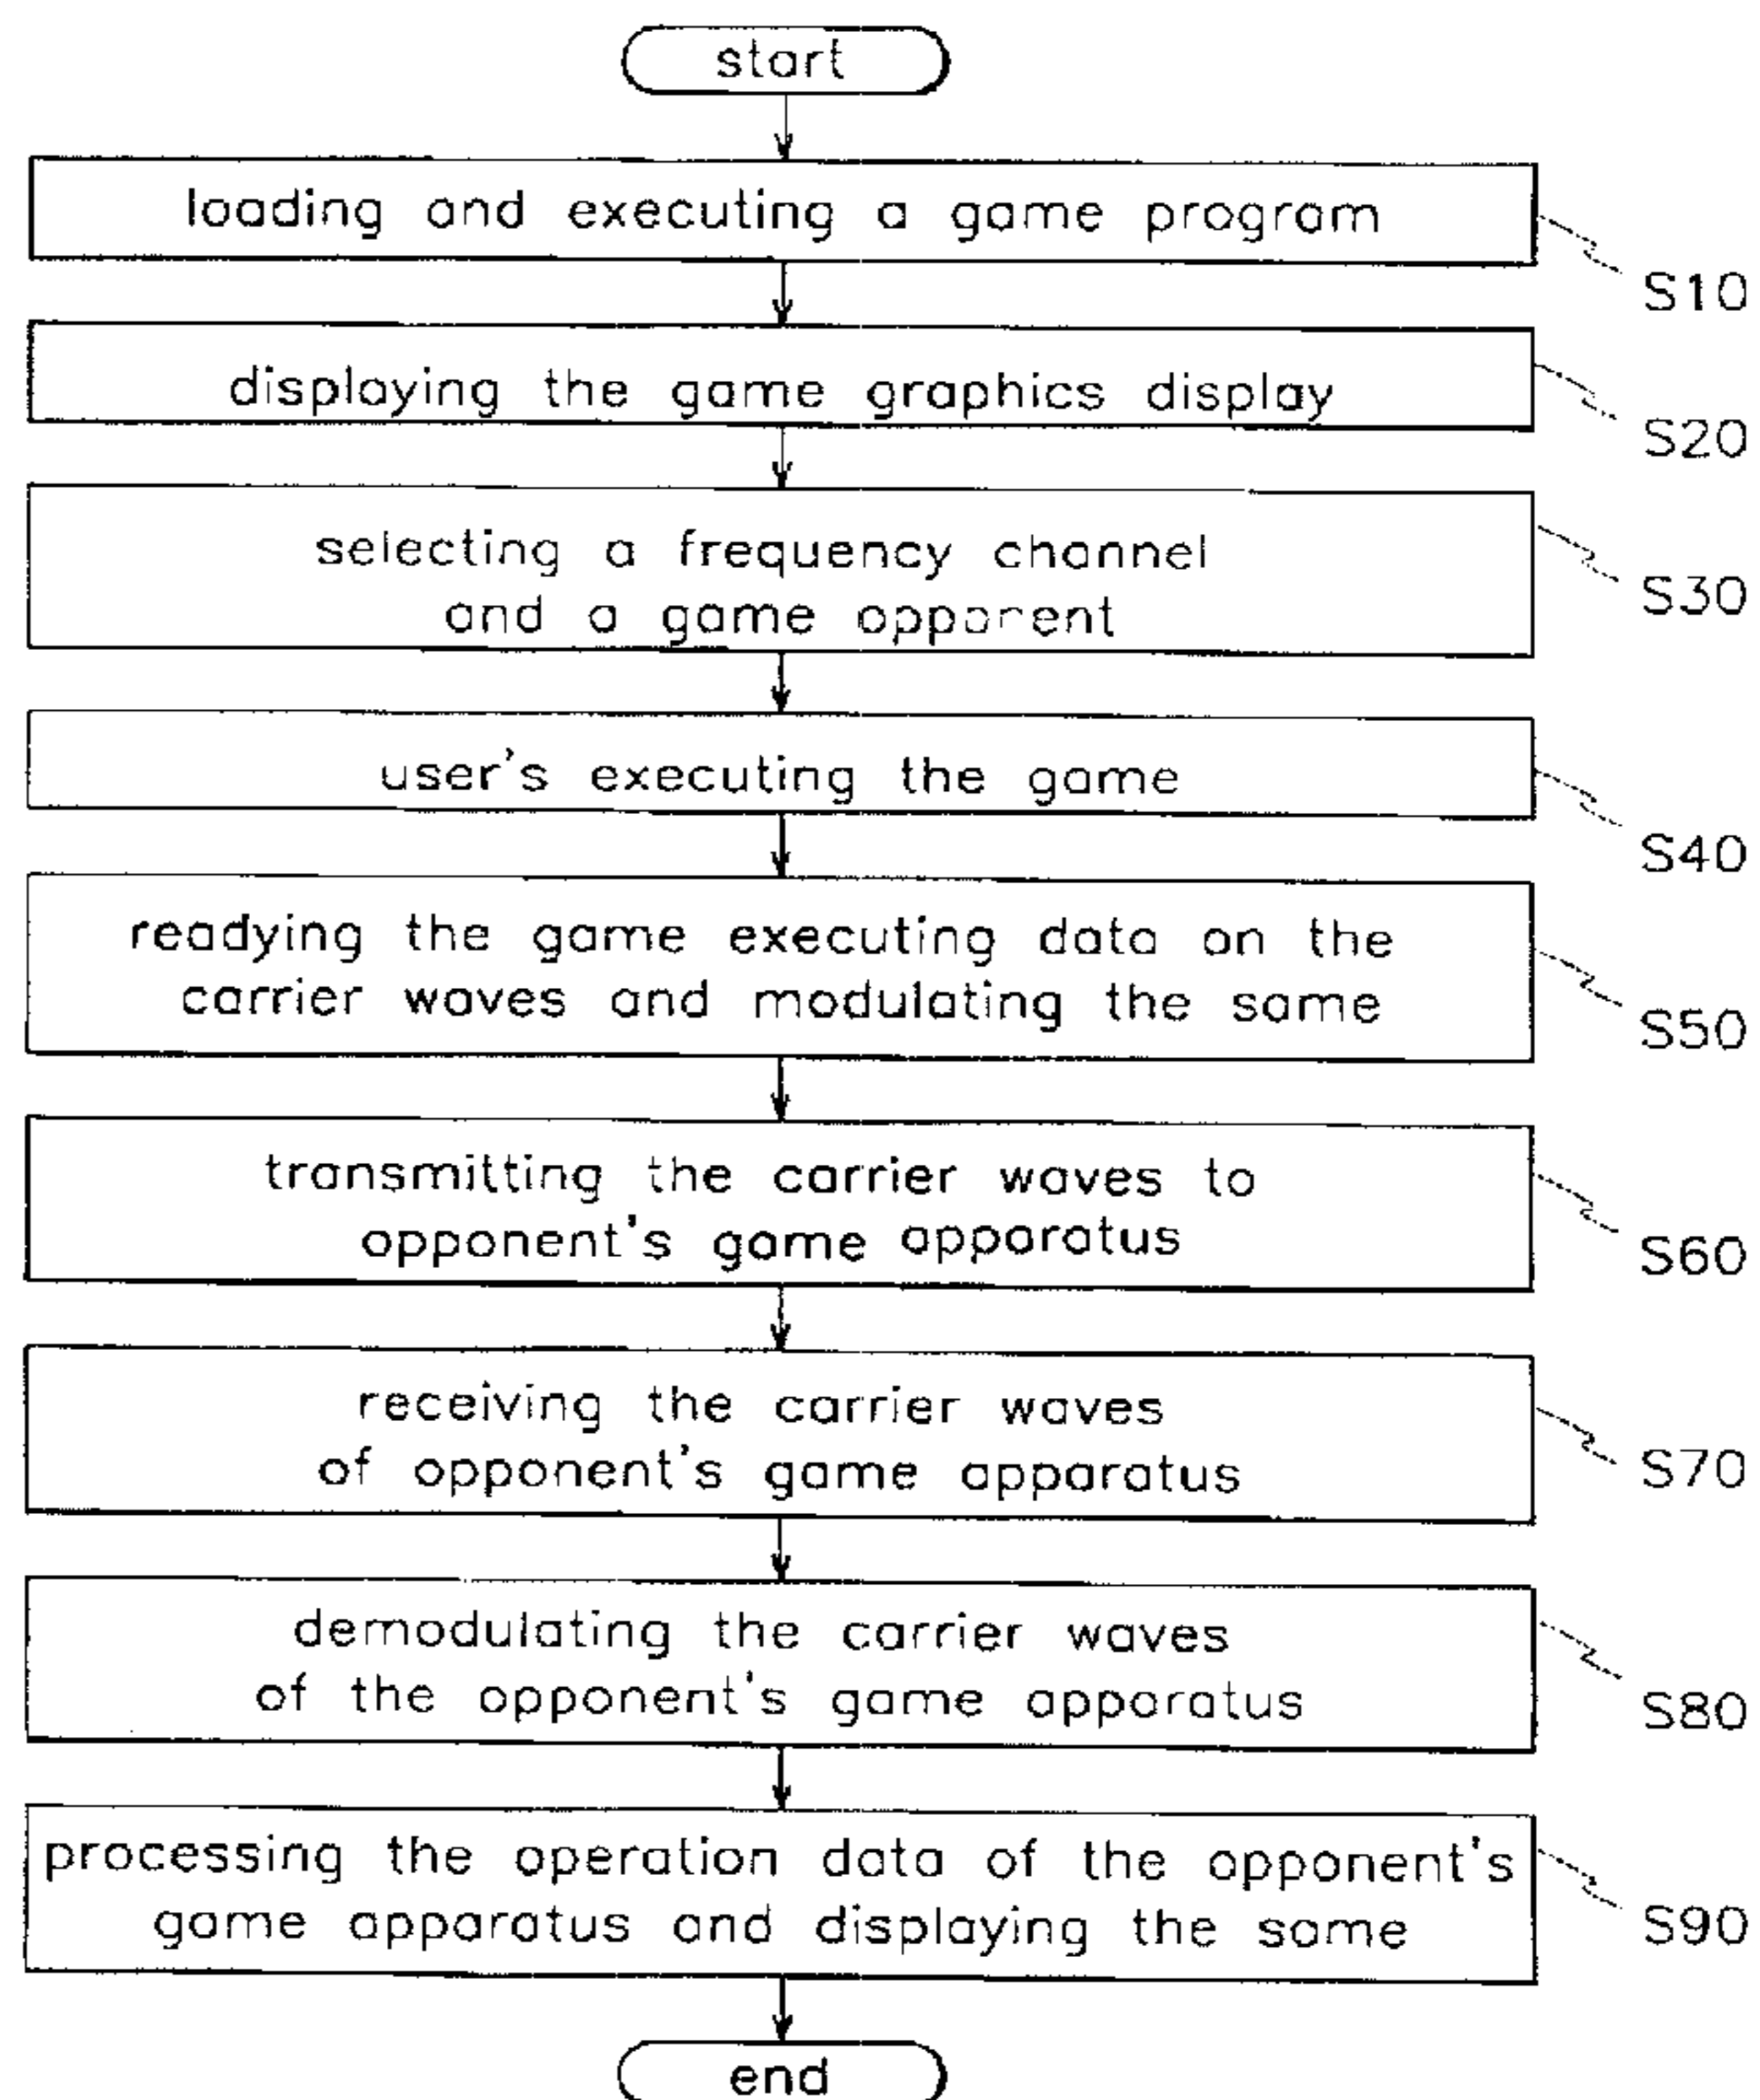 start
loading and executing a game program
S10
displaying the game graphics display
S20
selecting a frequency channel
and a game opponent
S30
user's executing the game
S40
readying the game executing data on the
carrier waves and modulating the same
S50
transmitting the carrier waves to
opponent's game apparatus
S60
receiving the carrier waves
of opponent's game apparatus
S70
demodulating the carrier waves
of the opponent's game apparatus
S80
processing the operation data of the opponent's
game apparatus and displaying the same
S90
end